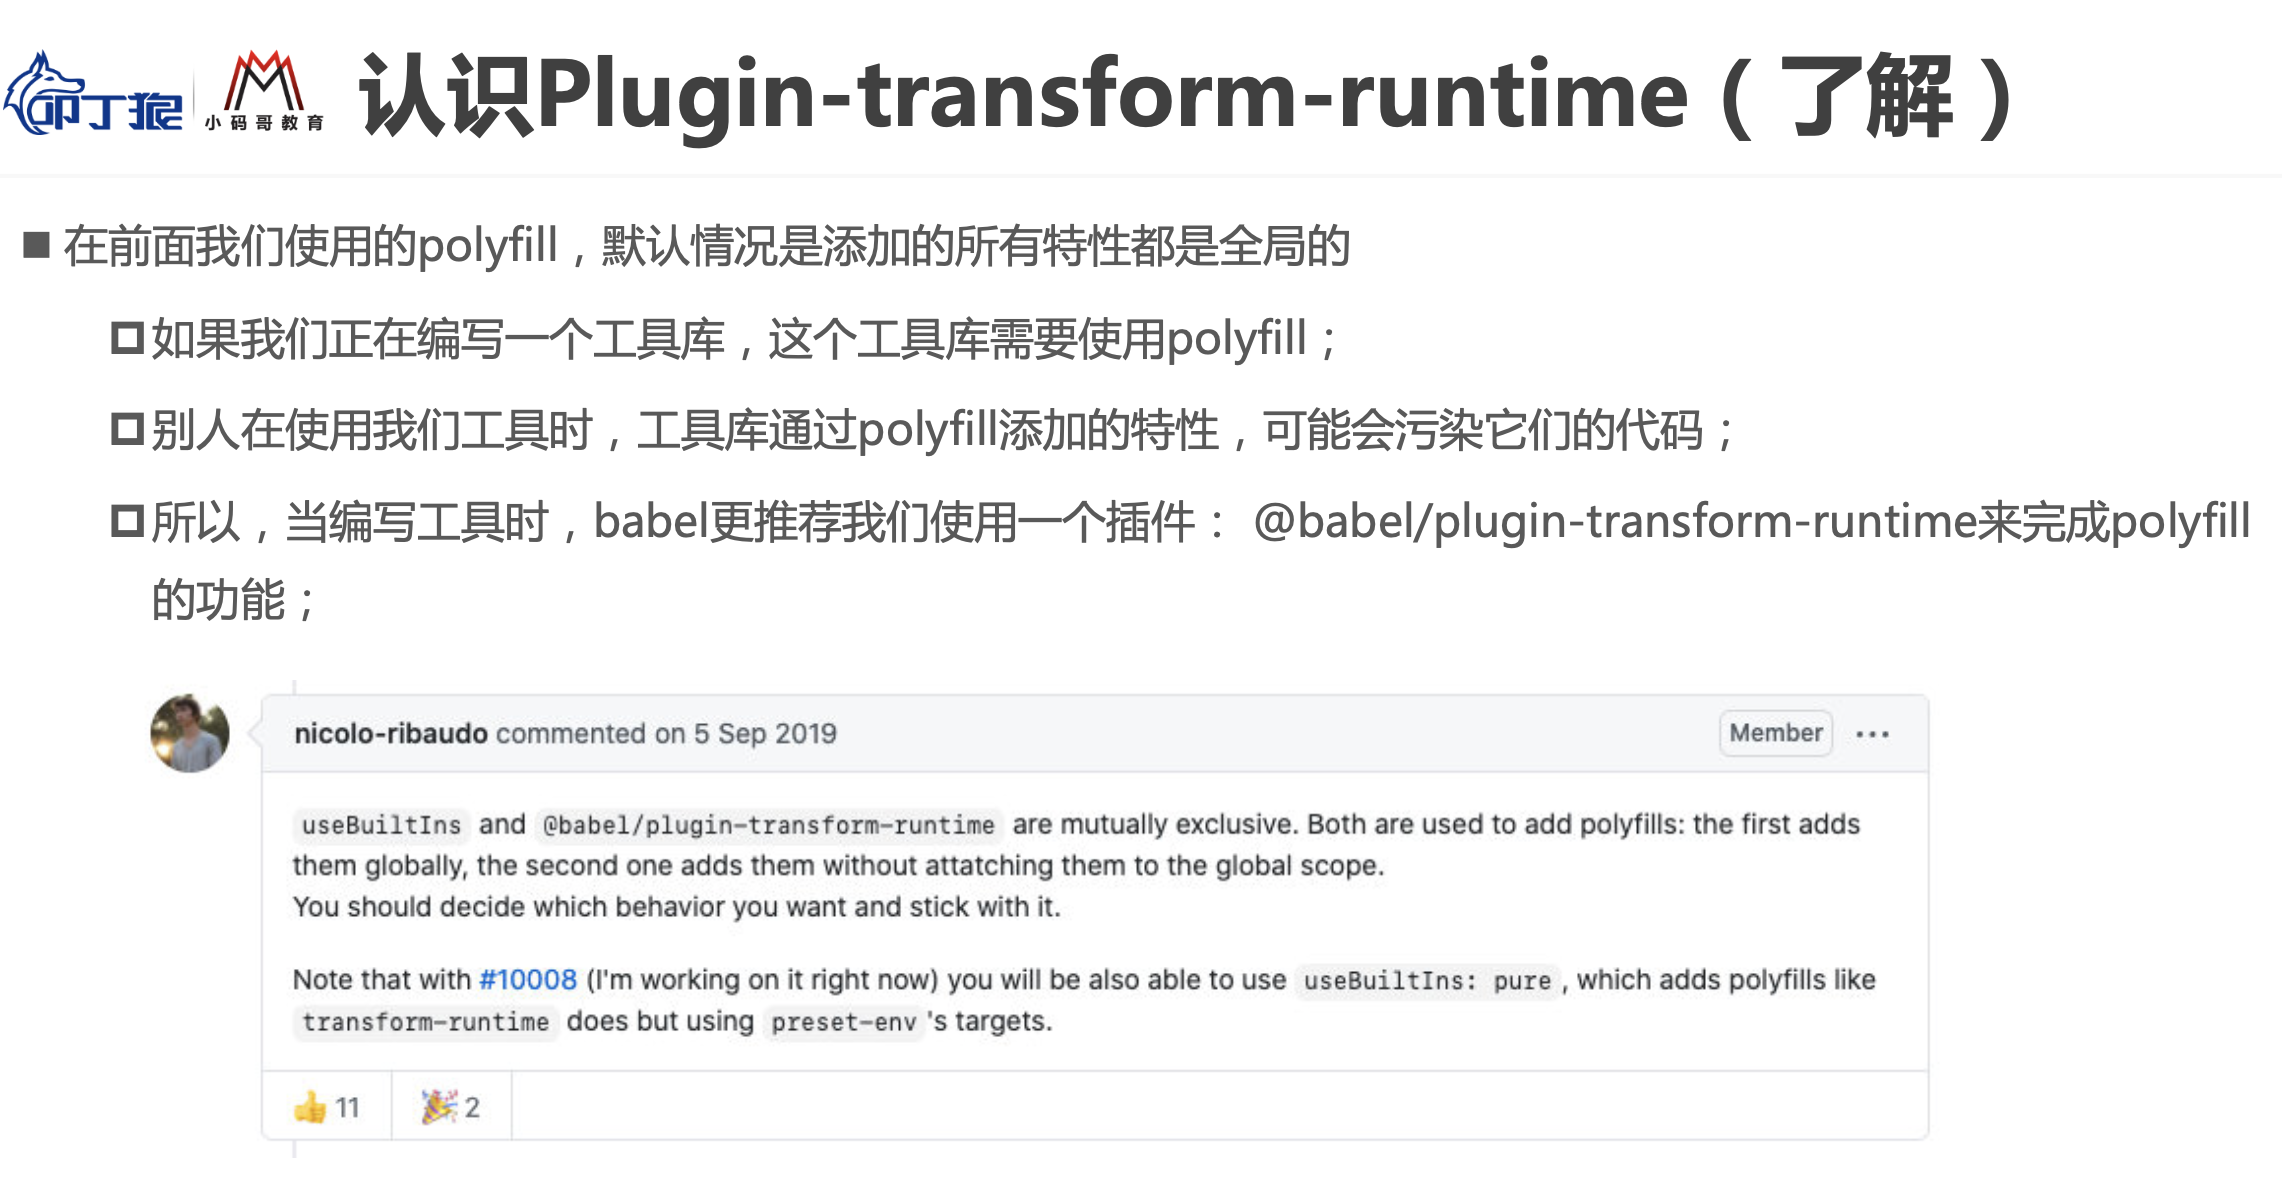 叩丁狼
小码哥教育
认识Plugin-transform-runtime（了解）
在前面我们使用的polyfill，默认情况是添加的所有特性都是全局的
如果我们正在编写一个工具库，这个工具库需要使用polyfill；
别人在使用我们工具时，工具库通过polyfill添加的特性，可能会污染它们的代码；
所以，当编写工具时，babel更推荐我们使用一个插件： @babel/plugin-transform-runtime来完成polyfill
的功能；
nicolo-ribaudo commented on 5 Sep 2019
Member ···
useBuiltIns and @babel/plugin-transform-runtime are mutually exclusive. Both are used to add polyfills: the first adds
them globally, the second one adds them without attatching them to the global scope.
You should decide which behavior you want and stick with it.
Note that with #10008 (I'm working on it right now) you will be also able to use useBuiltIns: pure , which adds polyfills like
transform-runtime does but using preset-env 's targets.
👍 11
🎉 2